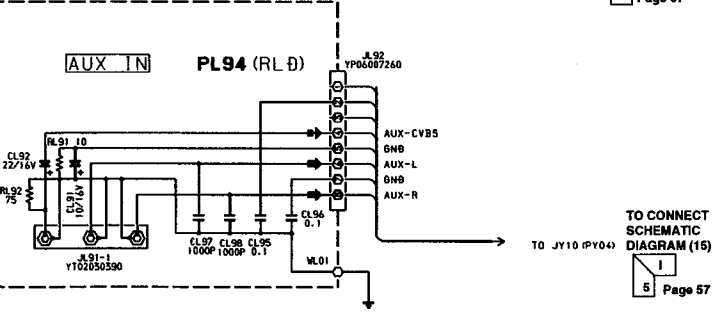 Page 57
AUX IN
PL94 (RLD)
JL92
YP06007260
AUX-CVBS
GND
AUX-L
GND
AUX-R
RL91 10
CL92
22/16V
CL91
10/16V
RL92
75
CL97
1000P
CL98
1000P
CL95
0.1
CL96
0.1
WL01
JL91-1
YT02030390
TO JY10 (PY04)
TO CONNECT
SCHEMATIC
DIAGRAM (15)
I
5
Page 57